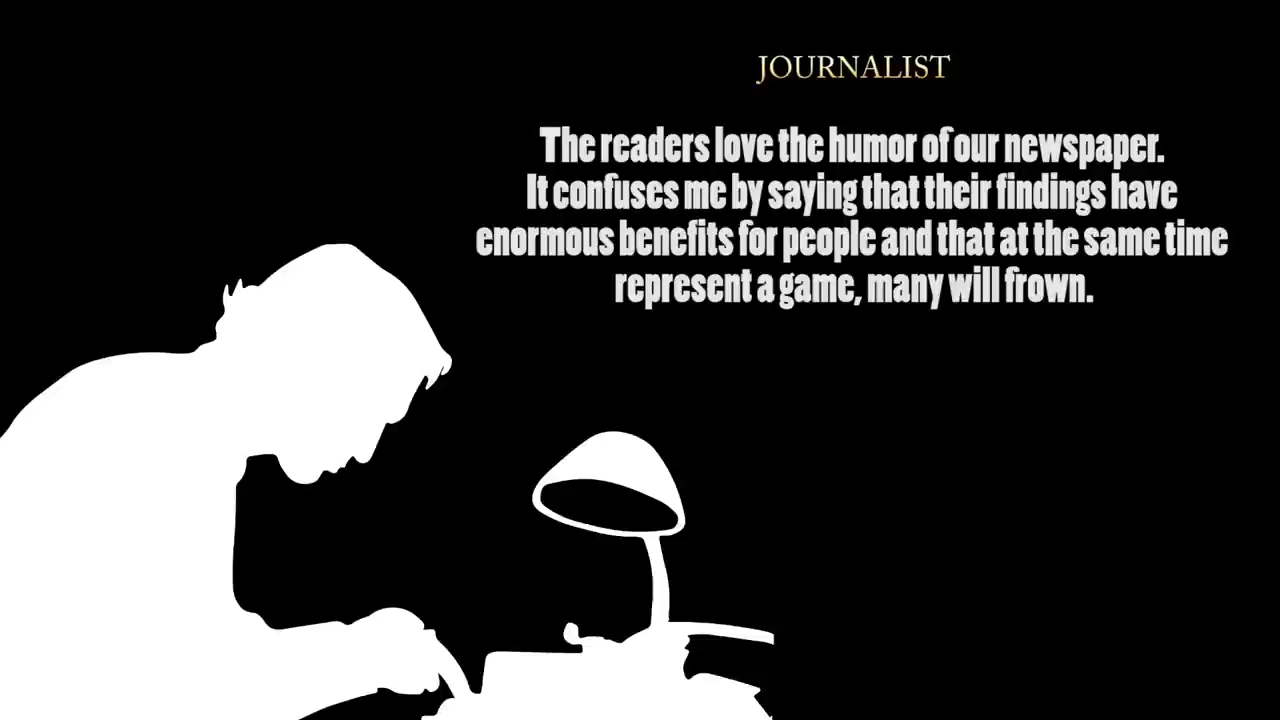 JOURNALIST
The readers love the humor of our newspaper.
It confuses me by saying that their findings have
enormous benefits for people and that at the same time
represent a game, many will frown.